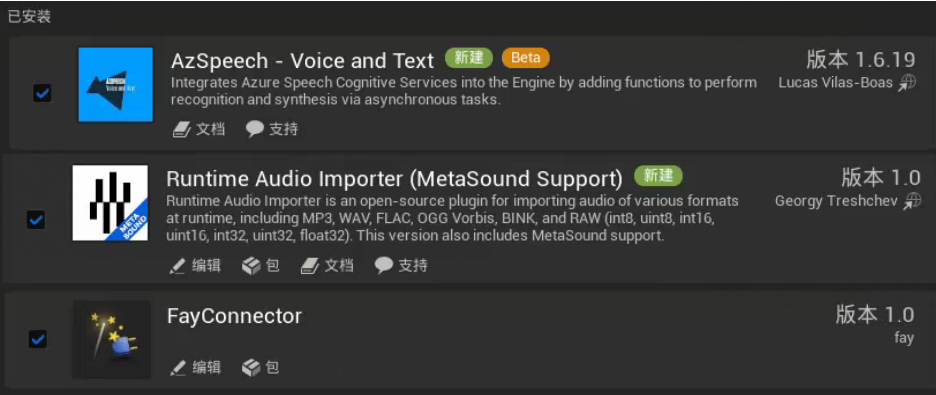 已安装
AzSpeech - Voice and Text 新建 Beta 版本 1.6.19
Integrates Azure Speech Cognitive Services into the Engine by adding functions to perform Lucas Vilas-Boas
recognition and synthesis via asynchronous tasks.
文档 支持
Runtime Audio Importer (MetaSound Support) 新建 版本 1.0
Runtime Audio Importer is an open-source plugin for importing audio of various formats Georgy Treshchev
at runtime, including MP3, WAV, FLAC, OGG Vorbis, BINK, and RAW (int8, uint8, int16,
uint16, int32, uint32, float32). This version also includes MetaSound support.
META
SOUND
编辑 包 文档 支持
FayConnector 版本 1.0
fay
编辑 包